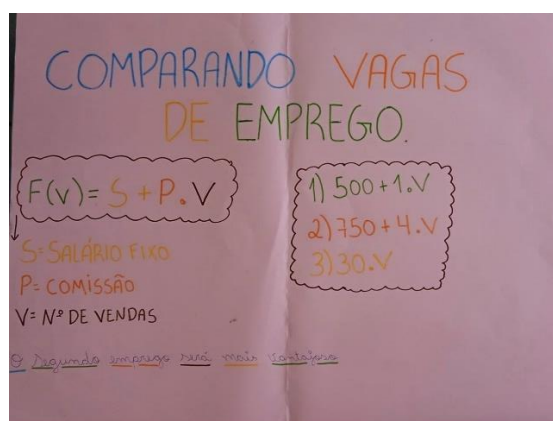 COMPARANDO VAGAS
DE EMPREGO.
F(V)= S + P.V
S= SALÁRIO FIXO
P= COMISSÃO
V= Nº DE VENDAS
1) 500 + 1.V
2) 750 + 4.V
3) 30.V
O segundo emprego será mais vantajoso